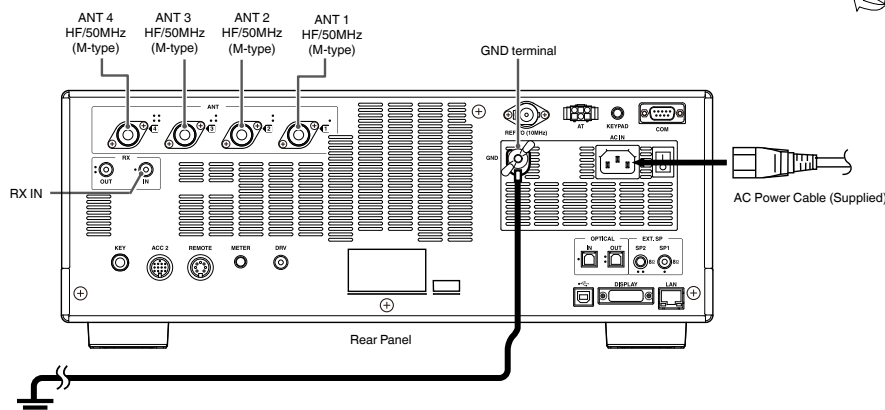 ANT 4
HF/50MHz
(M-type)
ANT 3
HF/50MHz
(M-type)
ANT 2
HF/50MHz
(M-type)
ANT 1
HF/50MHz
(M-type)
GND terminal
ANT
4
3
2
1
REF I/O (10MHz)
AT
KEYPAD
COM
AC IN
GND
RX
OUT
IN
RX IN
AC Power Cable (Supplied)
KEY
ACC 2
REMOTE
METER
DRV
OPTICAL
IN
OUT
EXT. SP
SP2
SP1
8Ω
8Ω
DISPLAY
LAN
Rear Panel